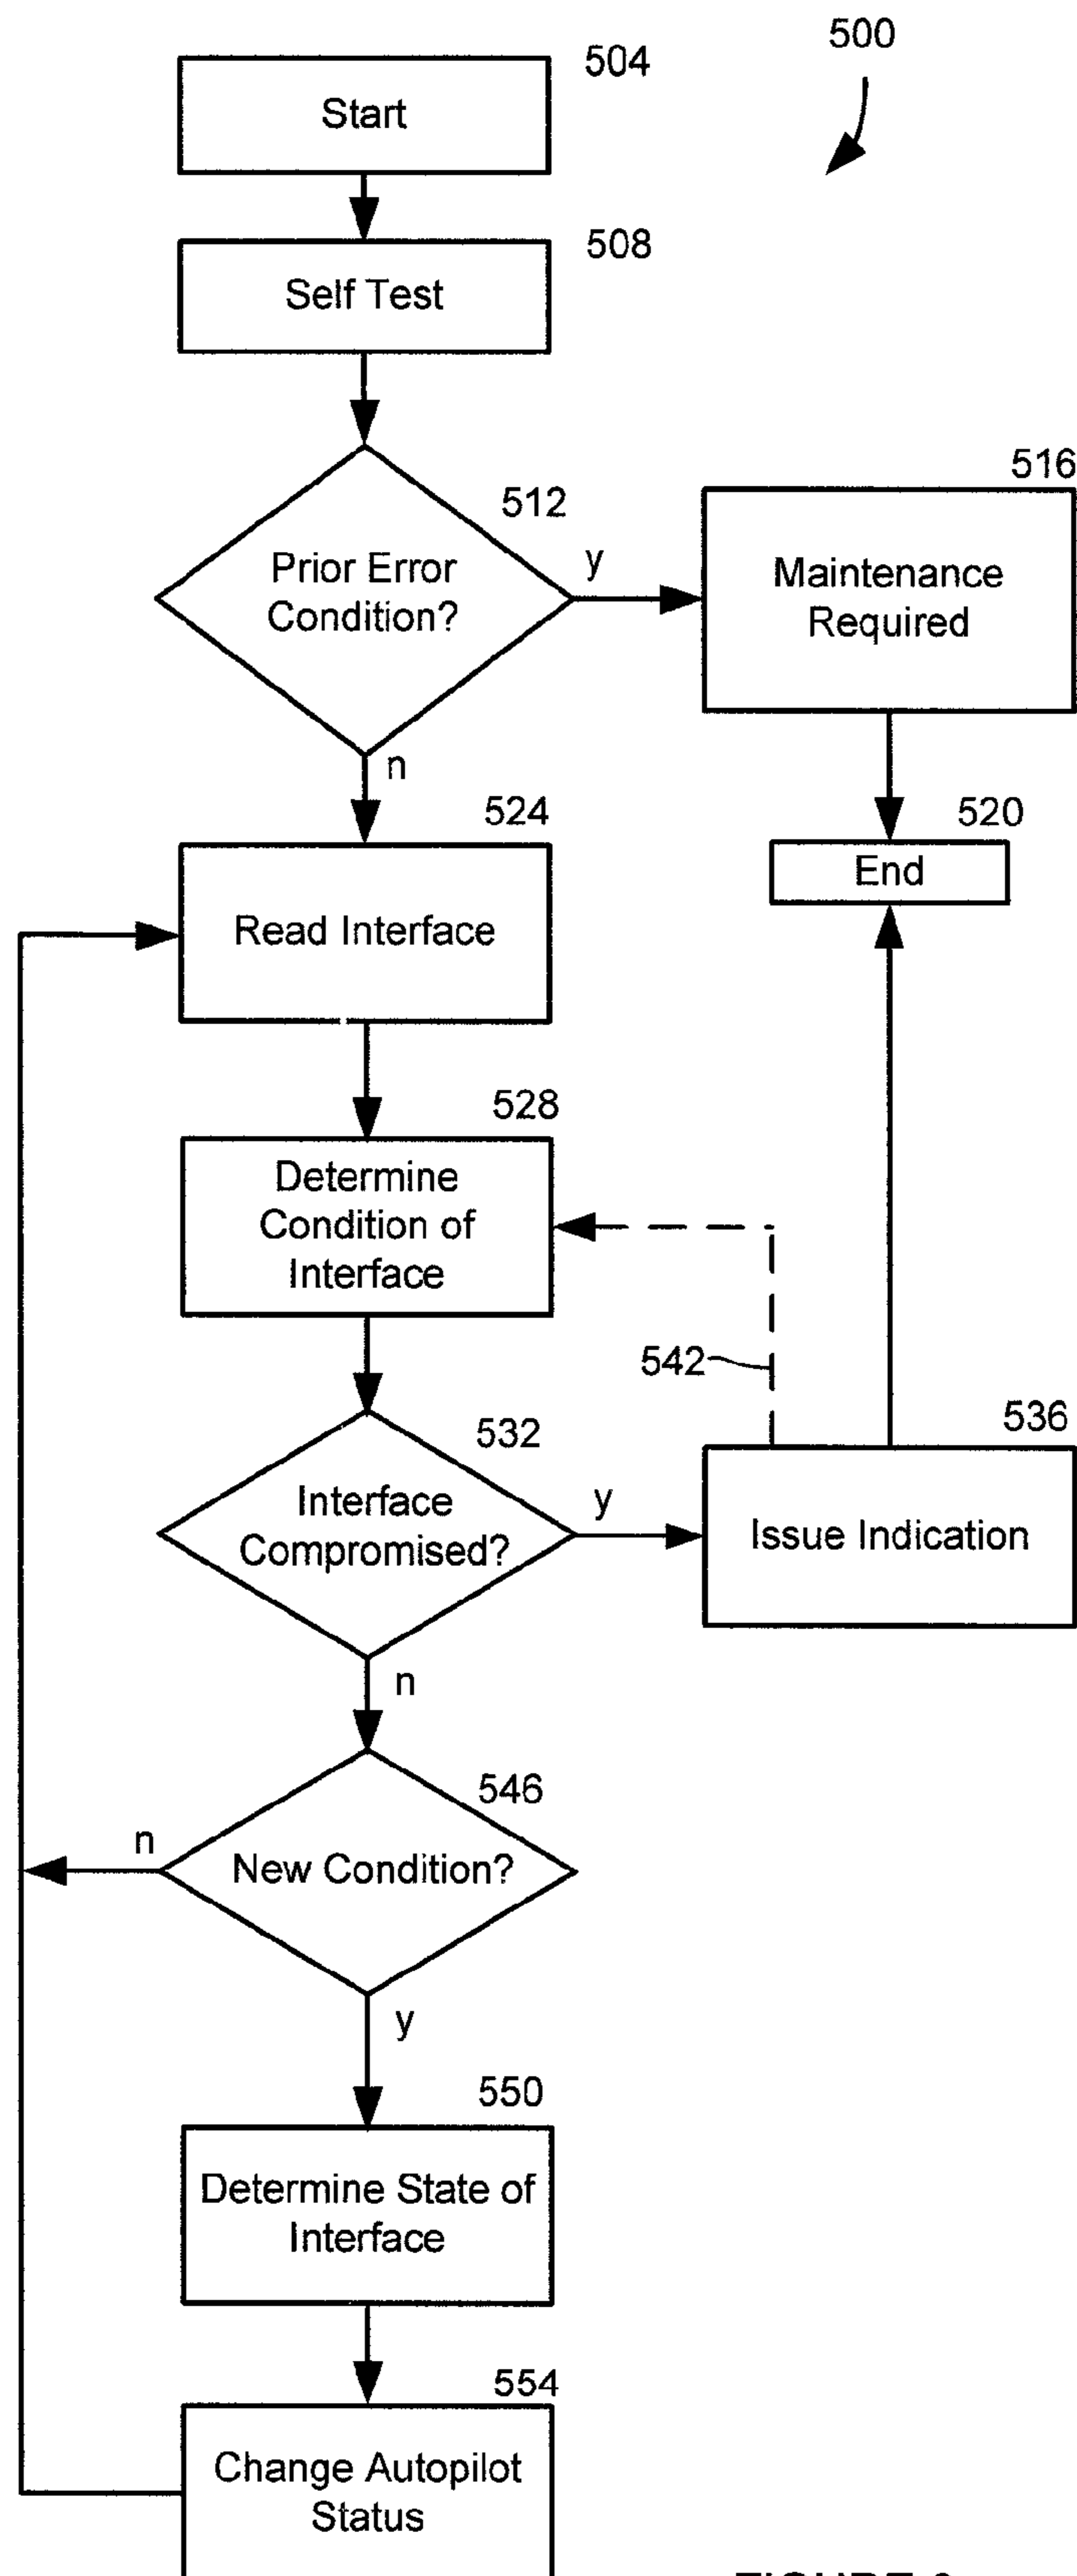 500
504
Start
508
Self Test
512
Prior Error
Condition?
y
n
516
Maintenance
Required
520
End
524
Read Interface
528
Determine
Condition of
Interface
542
532
Interface
Compromised?
y
n
536
Issue Indication
546
New Condition?
n
y
550
Determine State of
Interface
554
Change Autopilot
Status